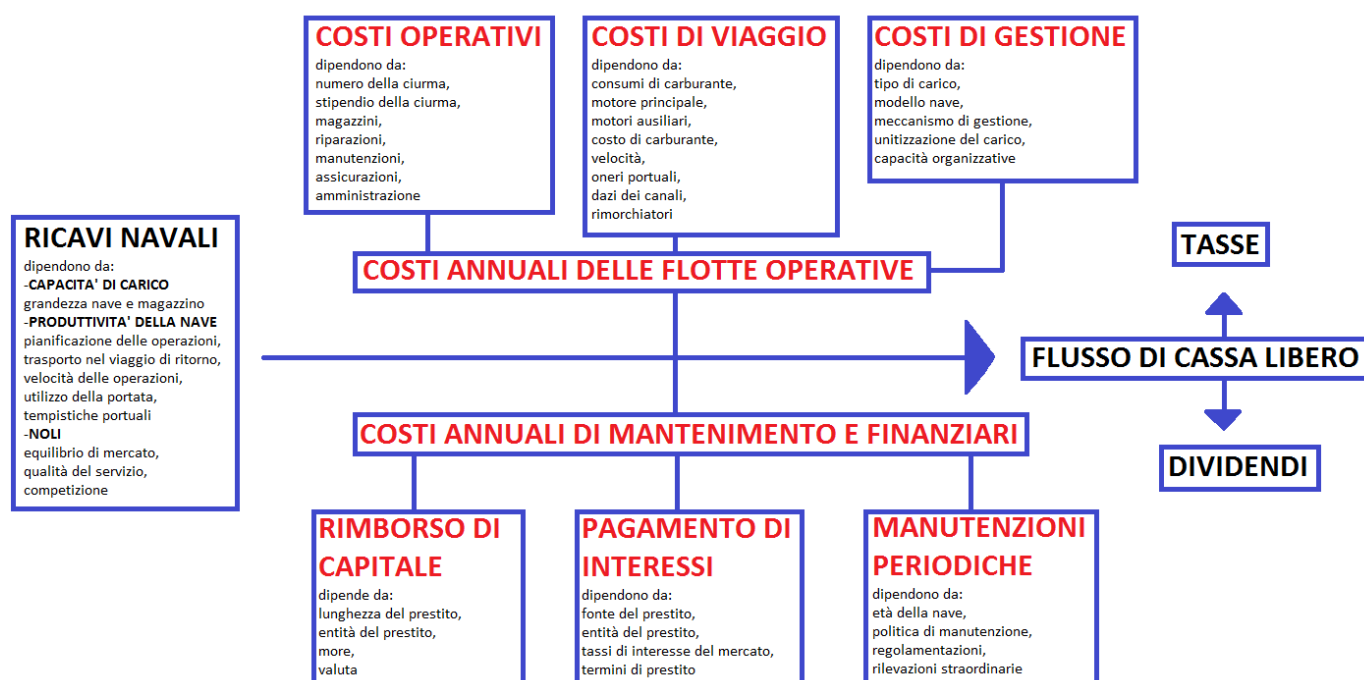 COSTI OPERATIVI
dipendono da:
numero della ciurma,
stipendio della ciurma,
magazzini,
riparazioni,
manutenzioni,
assicurazioni,
amministrazione
COSTI DI VIAGGIO
dipendono da:
consumi di carburante,
motore principale,
motori ausiliari,
costo di carburante,
velocità,
oneri portuali,
dazi dei canali,
rimorchiatori
COSTI DI GESTIONE
dipendono da:
tipo di carico,
modello nave,
meccanismo di gestione,
unitizzazione del carico,
capacità organizzative
RICAVI NAVALI
dipendono da:
-CAPACITA' DI CARICO
grandezza nave e magazzino
-PRODUTTIVITA' DELLA NAVE
pianificazione delle operazioni,
trasporto nel viaggio di ritorno,
velocità delle operazioni,
utilizzo della portata,
tempistiche portuali
-NOLI
equilibrio di mercato,
qualità del servizio,
competizione
COSTI ANNUALI DELLE FLOTTE OPERATIVE
TASSE
FLUSSO DI CASSA LIBERO
DIVIDENDI
COSTI ANNUALI DI MANTENIMENTO E FINANZIARI
RIMBORSO DI
CAPITALE
dipende da:
lunghezza del prestito,
entità del prestito,
more,
valuta
PAGAMENTO DI
INTERESSI
dipendono da:
fonte del prestito,
entità del prestito,
tassi di interesse del mercato,
termini di prestito
MANUTENZIONI
PERIODICHE
dipendono da:
età della nave,
politica di manutenzione,
regolamentazioni,
rilevazioni straordinarie